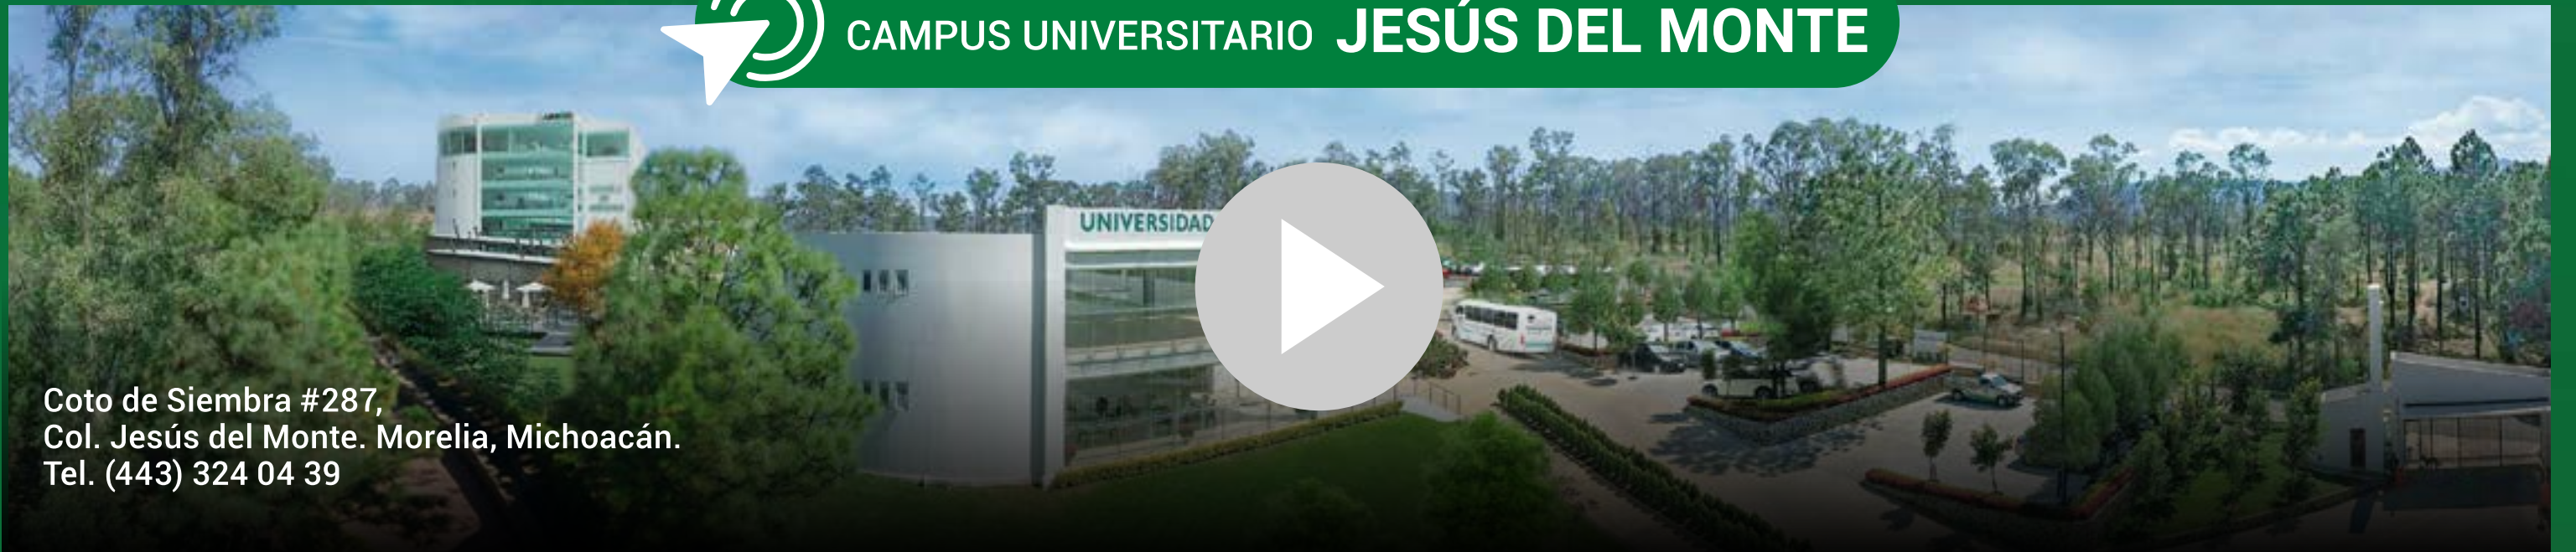 CAMPUS UNIVERSITARIO JESÚS DEL MONTE
UNIVERSIDAD
Coto de Siembra #287,
Col. Jesús del Monte. Morelia, Michoacán.
Tel. (443) 324 04 39